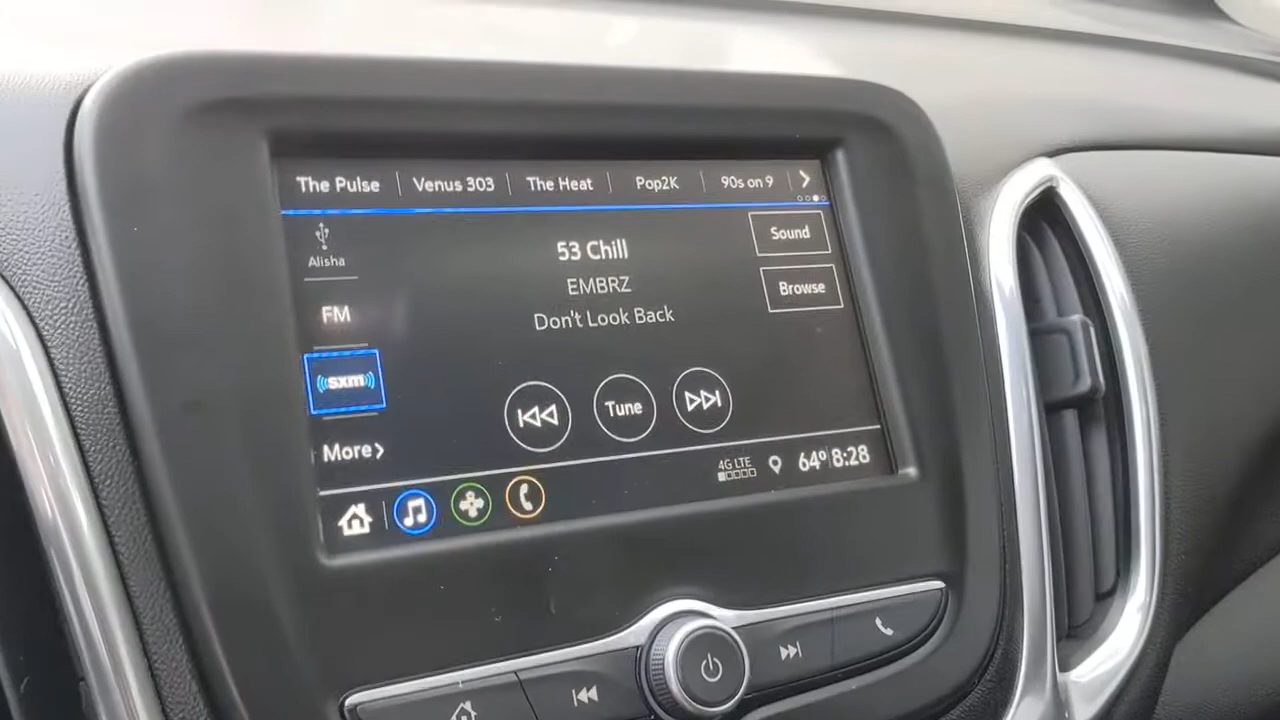 The Pulse
Venus 303
The Heat
Pop2K
90s on 9
Alisha
FM
sxm
More
53 Chill
EMBRZ
Don't Look Back
Sound
Browse
Tune
4G LTE
64° 8:28